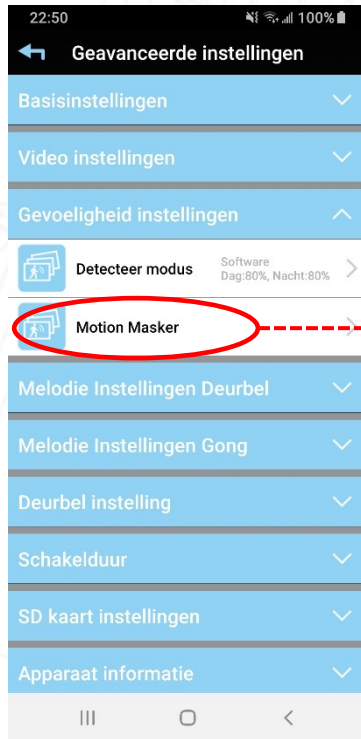 22:50 100%
Geavanceerde instellingen
Basisinstellingen
Video instellingen
Gevoeligheid instellingen
Detecteer modus
Software
Dag:80%, Nacht:80%
Motion Masker
Melodie Instellingen Deurbel
Melodie Instellingen Gong
Deurbel instelling
Schakelduur
SD kaart instellingen
Apparaat informatie